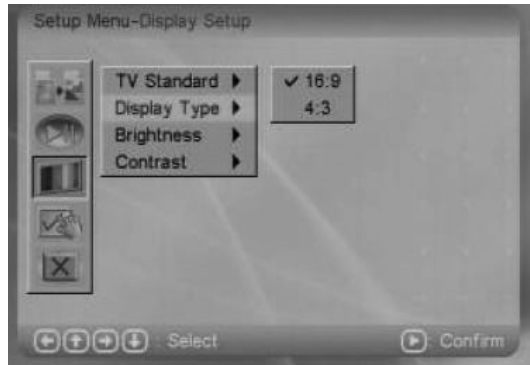 Setup Menu-Display Setup
TV Standard
Display Type
Brightness
Contrast
16:9
4:3
: Select
: Confirm